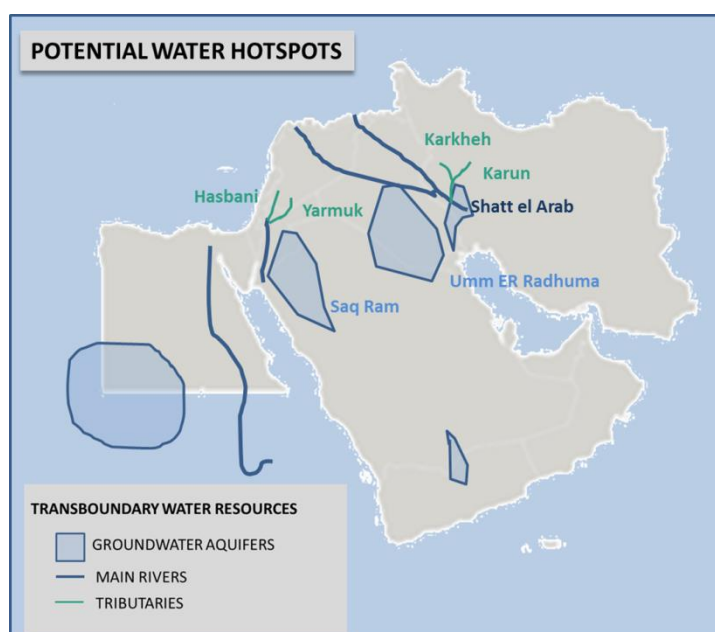 POTENTIAL WATER HOTSPOTS
Karkheh
Karun
Hasbani
Yarmuk
Shatt el Arab
Umm ER Radhuma
Saq Ram
TRANSBOUNDARY WATER RESOURCES
GROUNDWATER AQUIFERS
MAIN RIVERS
TRIBUTARIES